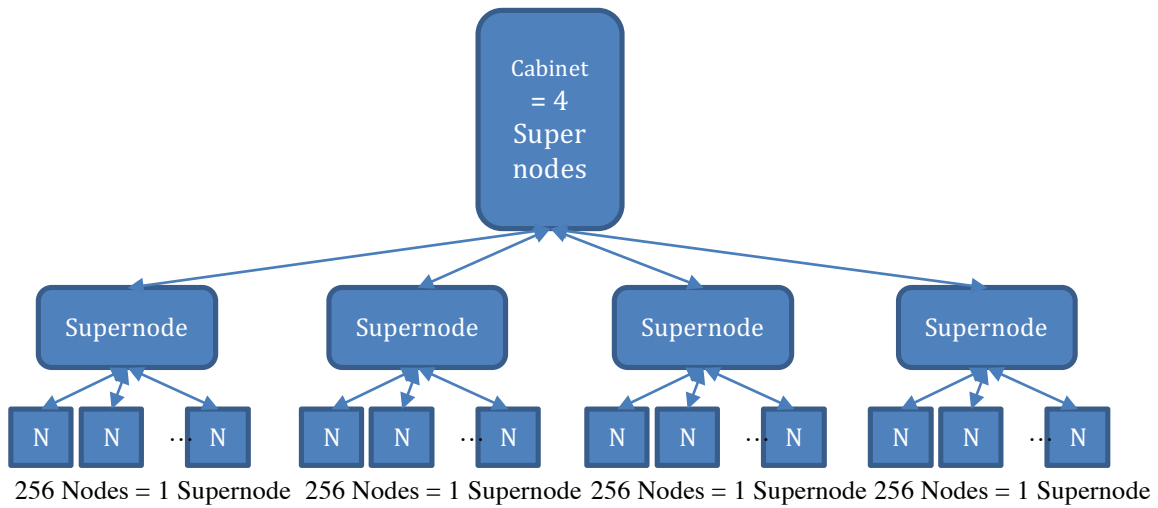 Cabinet
= 4
Super
nodes
Supernode
Supernode
Supernode
Supernode
N N … N
N N … N
N N … N
N N … N
256 Nodes = 1 Supernode
256 Nodes = 1 Supernode
256 Nodes = 1 Supernode
256 Nodes = 1 Supernode